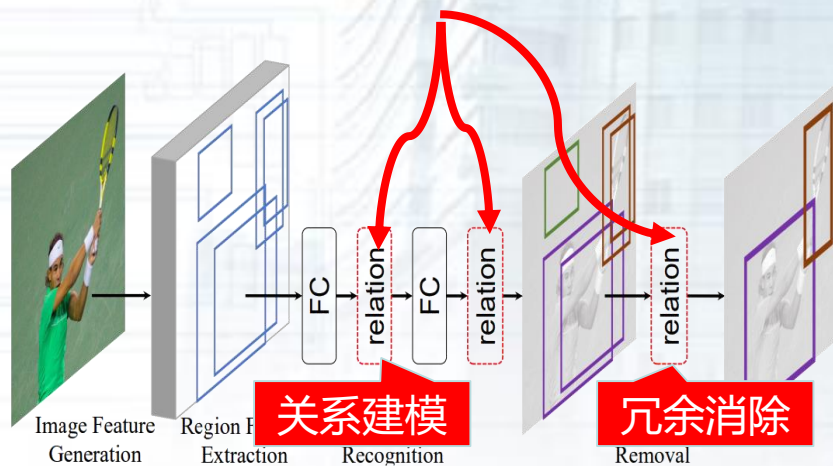 FC
relation
FC
relation
relation
关系建模
冗余消除
Image Feature
Generation
Region
Extraction
Recognition
Removal